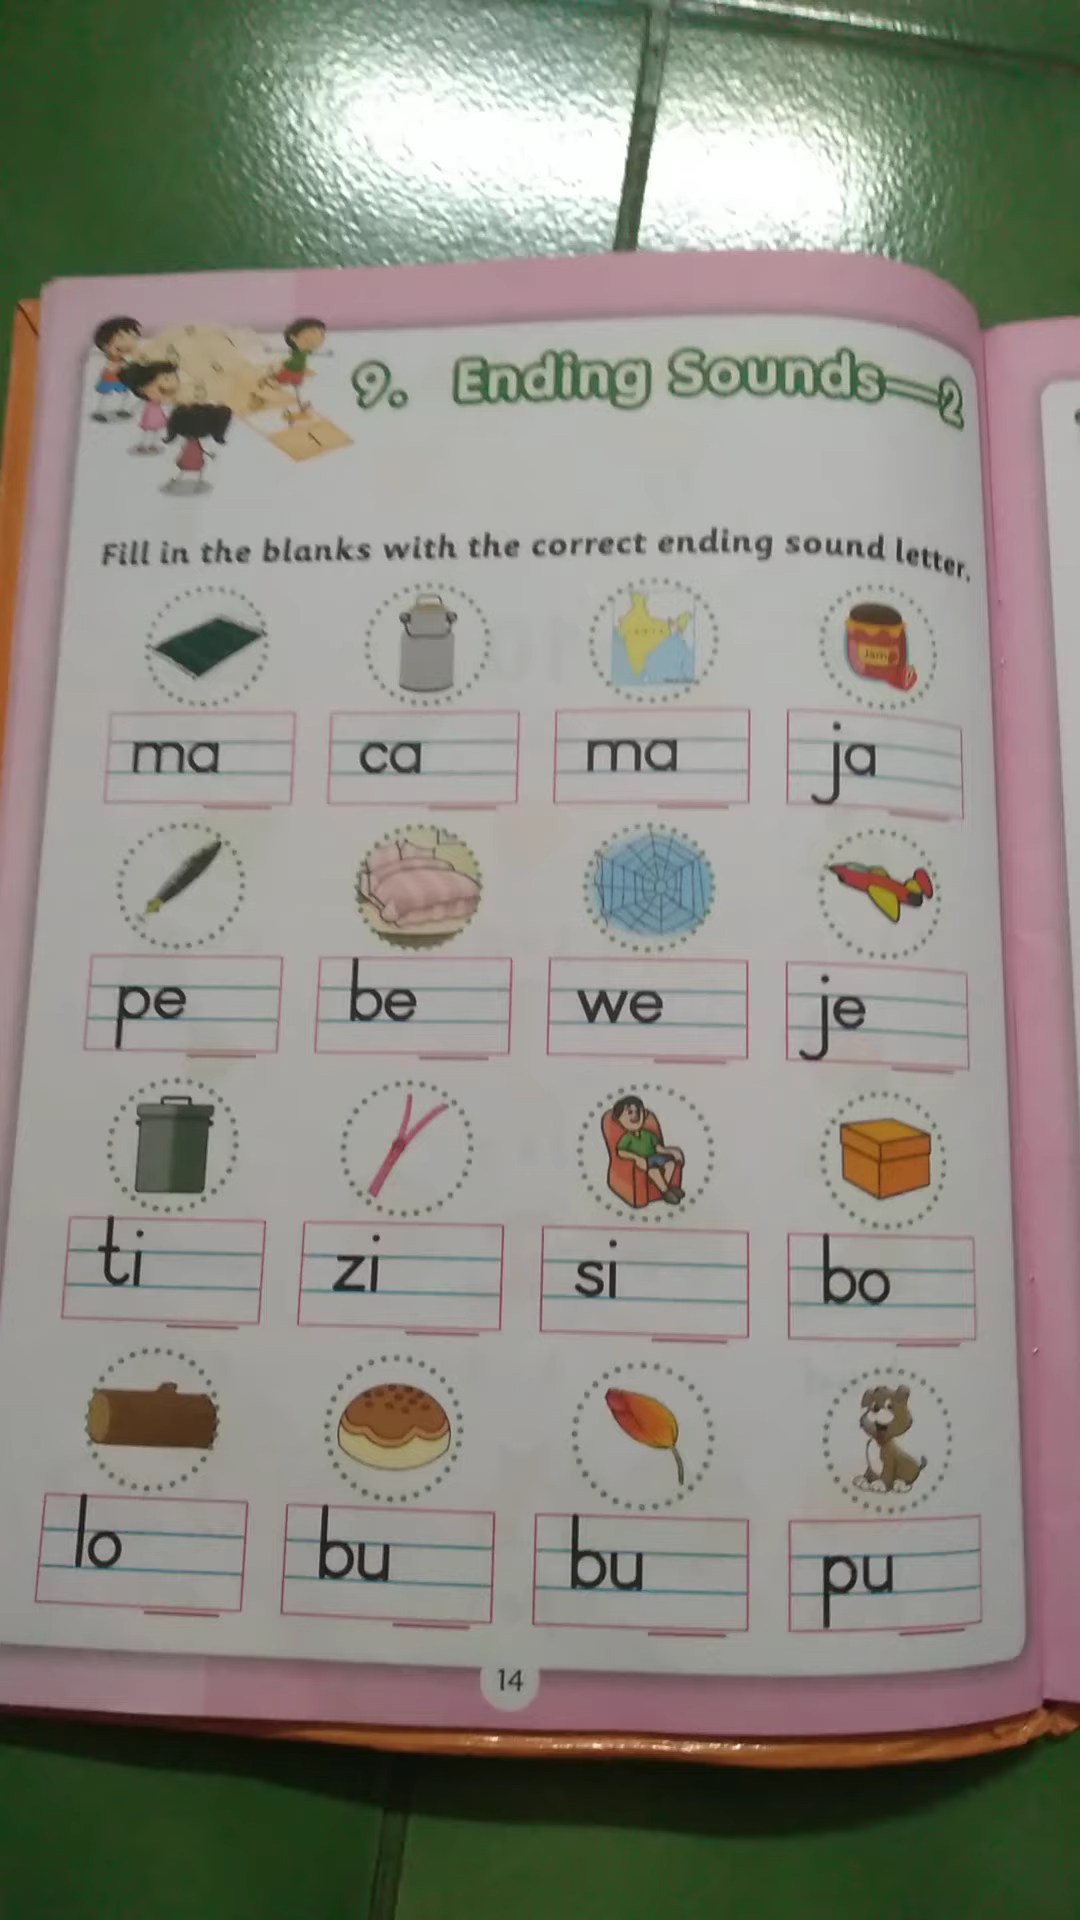 9. Ending Sounds—2
Fill in the blanks with the correct ending sound letter.
Jam
ma ca ma ja
pe be we je
ti zi si bo
lo bu bu pu
14